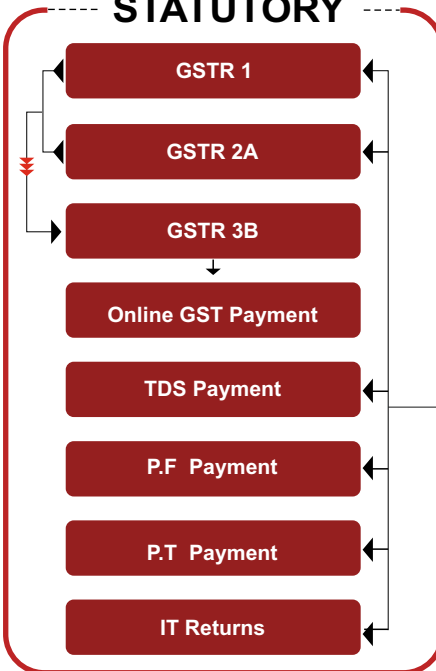 STATUTORY
GSTR 1
GSTR 2A
GSTR 3B
Online GST Payment
TDS Payment
P.F Payment
P.T Payment
IT Returns